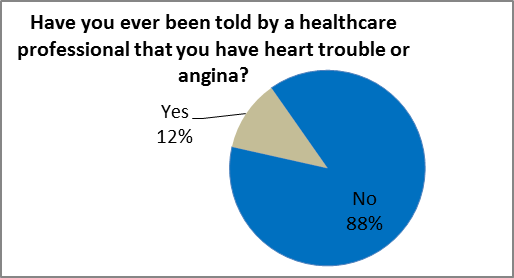 Have you ever been told by a healthcare
professional that you have heart trouble or
angina?
Yes
12%
No
88%